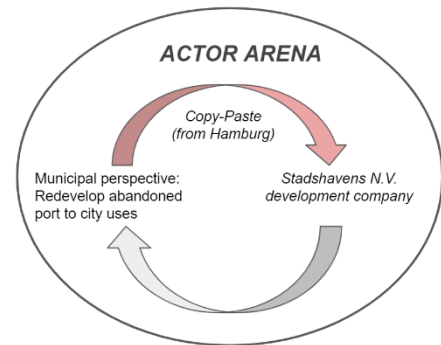 ACTOR ARENA
Copy-Paste
(from Hamburg)
Municipal perspective:
Redevelop abandoned
port to city uses
Stadshavens N.V.
development company